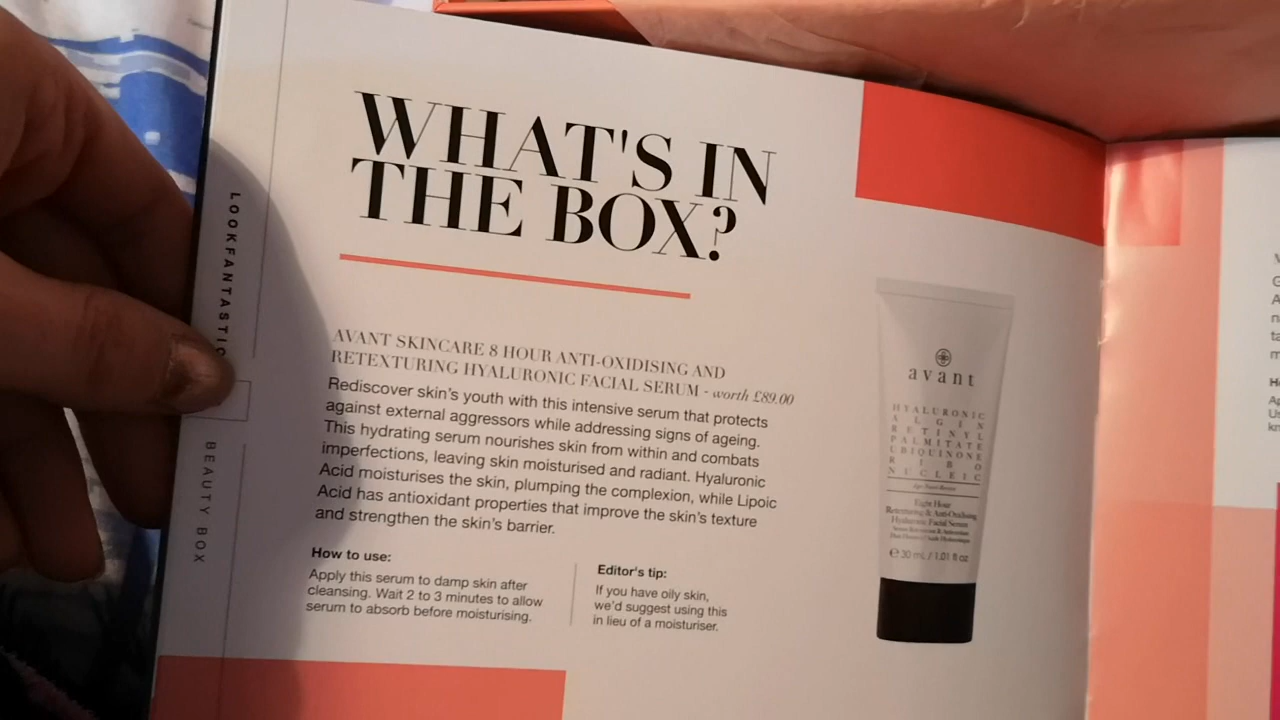 LOOKFANTASTIC
BEAUTY BOX
WHAT'S IN
THE BOX?
AVANT SKINCARE 8 HOUR ANTI-OXIDISING AND
RETEXTURING HYALURONIC FACIAL SERUM - worth £89.00
Rediscover skin's youth with this intensive serum that protects
against external aggressors while addressing signs of ageing.
This hydrating serum nourishes skin from within and combats
imperfections, leaving skin moisturised and radiant. Hyaluronic
Acid moisturises the skin, plumping the complexion, while Lipoic
Acid has antioxidant properties that improve the skin's texture
and strengthen the skin's barrier.
How to use:
Apply this serum to damp skin after
cleansing. Wait 2 to 3 minutes to allow
serum to absorb before moisturising.
Editor's tip:
If you have oily skin,
we'd suggest using this
in lieu of a moisturiser.
avant
HYALURONIC
ALGIN
RETINYL
PALMITATE
UBIQUINONE
RIBO
NUCLEIC
Eight Hour
Retexturing & Anti-Oxidising
Hyaluronic Facial Serum
℮ 30 mL / 1.01 fl oz